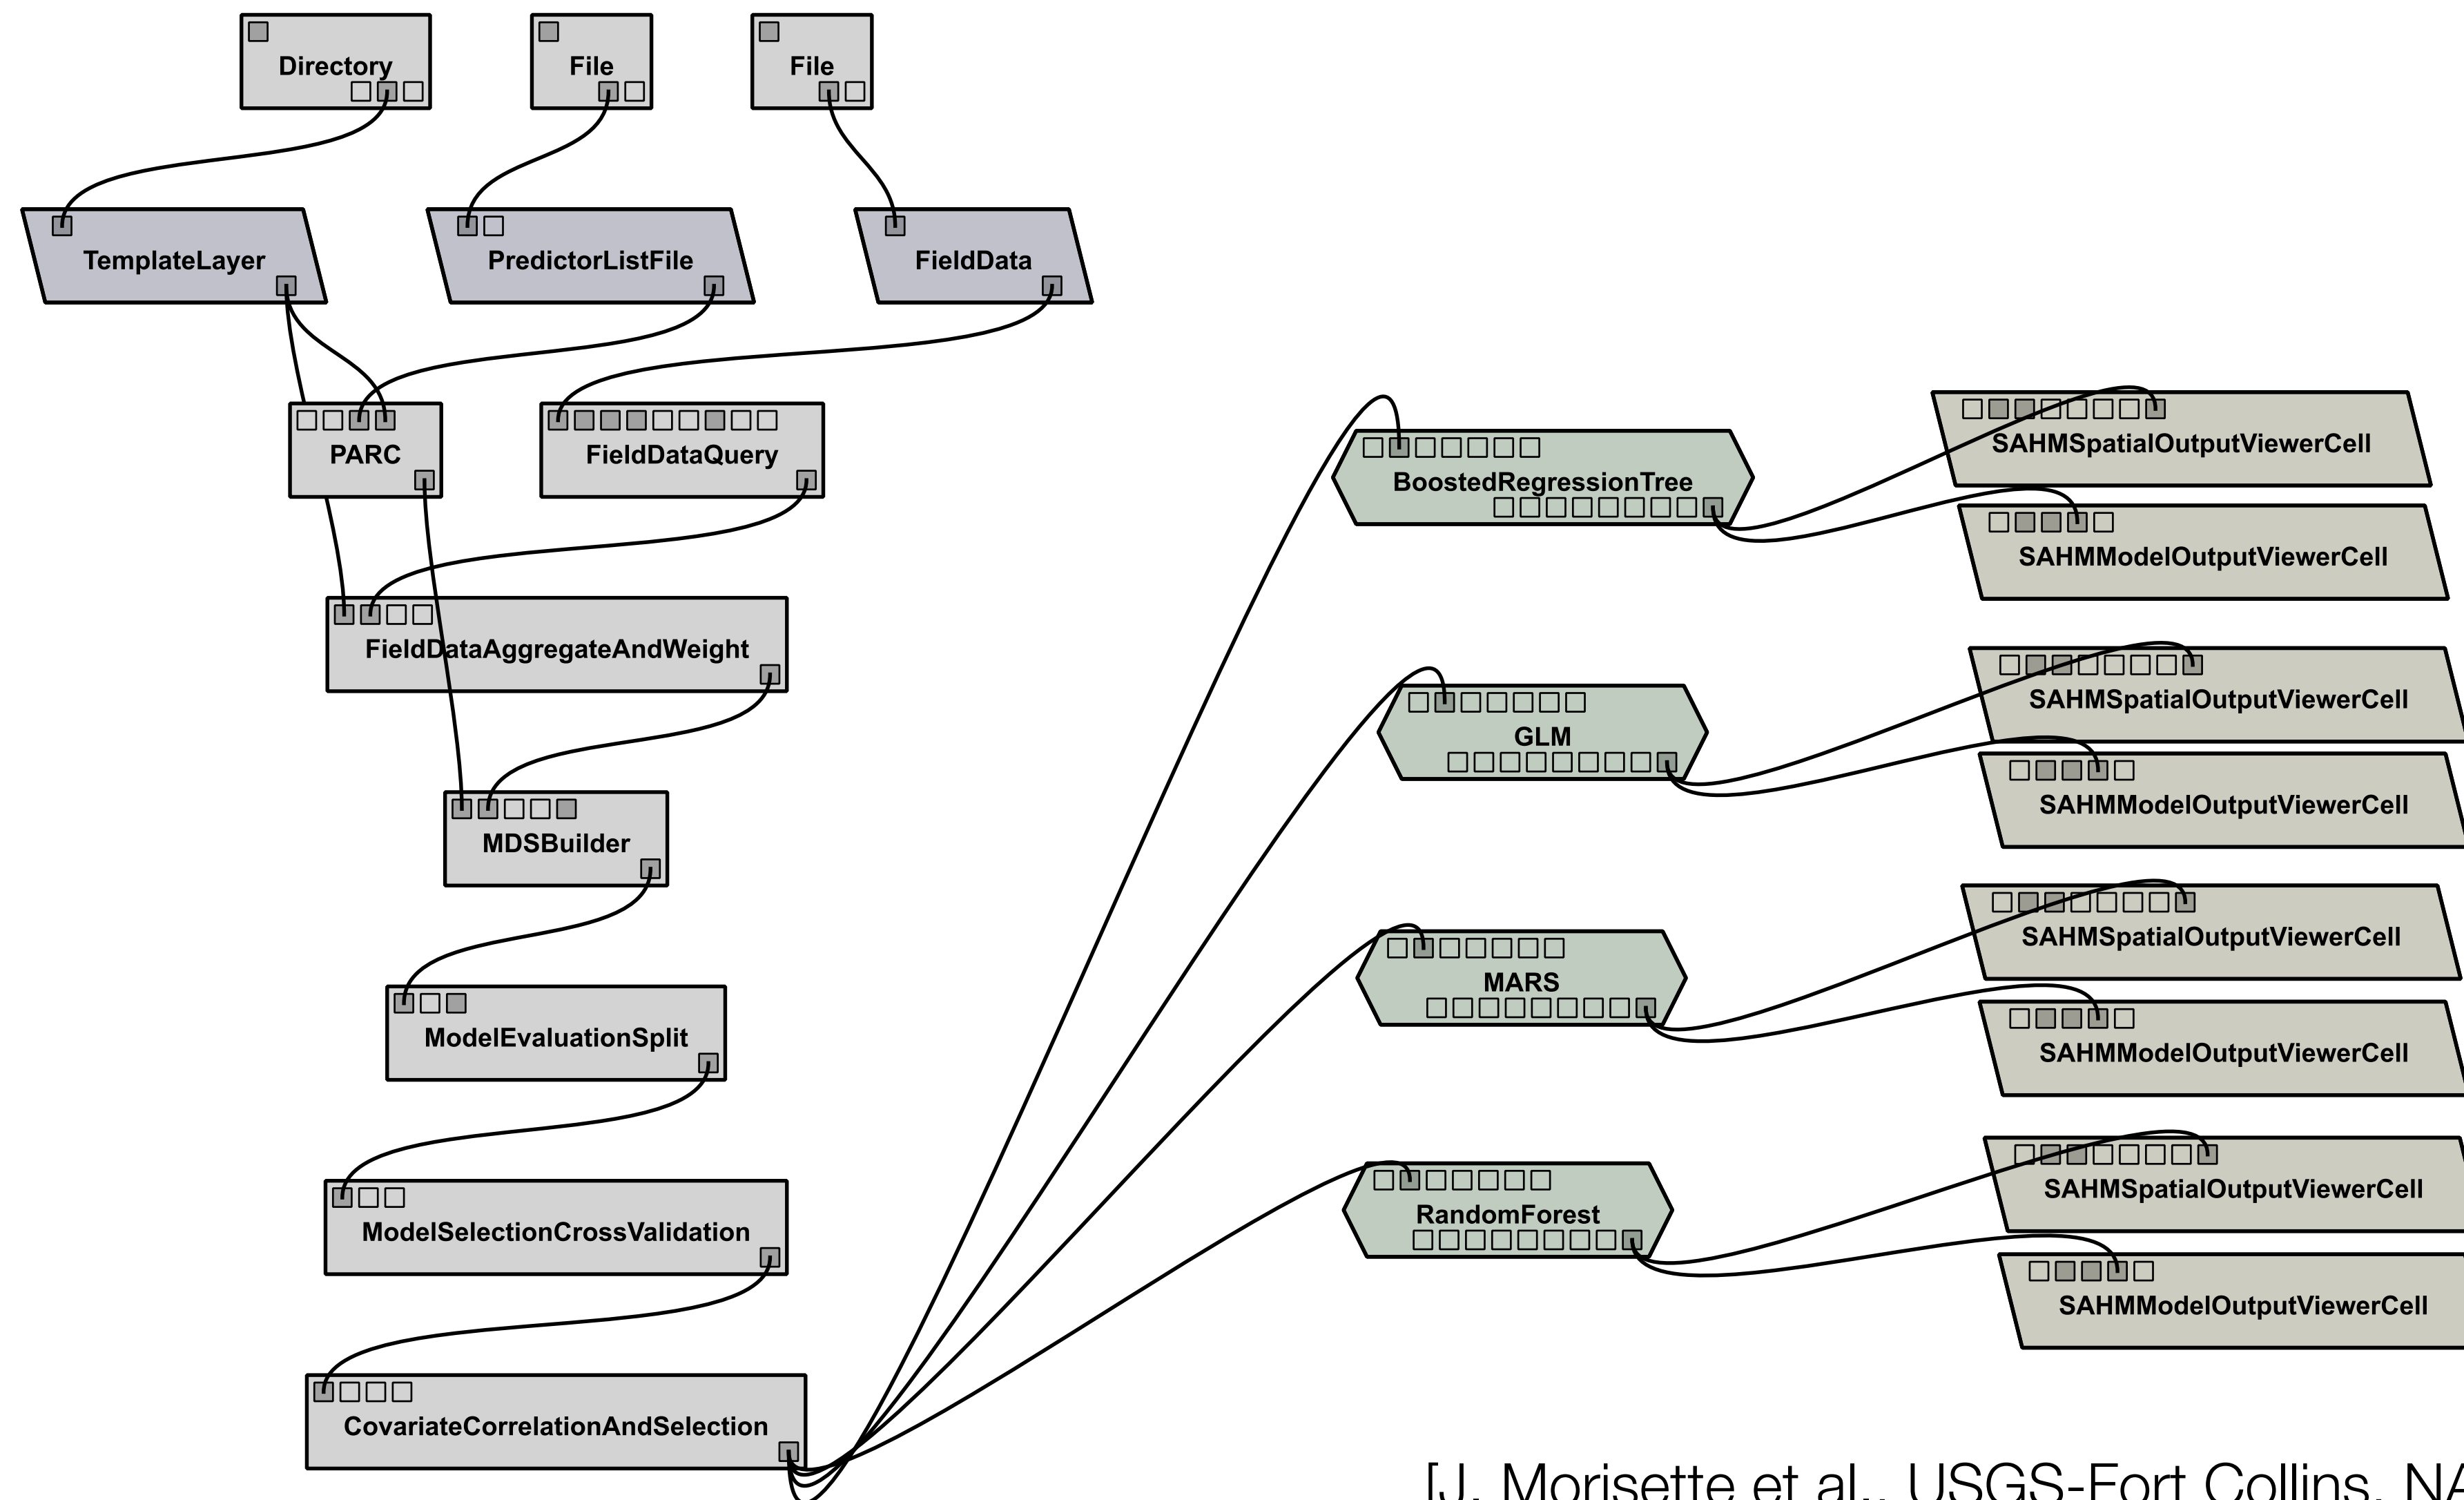 Directory
File
File
TemplateLayer
PredictorListFile
FieldData
PARC
FieldDataQuery
FieldDataAggregateAndWeight
MDSBuilder
ModelEvaluationSplit
ModelSelectionCrossValidation
CovariateCorrelationAndSelection
BoostedRegressionTree
GLM
MARS
RandomForest
SAHMSpatialOutputViewerCell
SAHMModelOutputViewerCell
SAHMSpatialOutputViewerCell
SAHMModelOutputViewerCell
SAHMSpatialOutputViewerCell
SAHMModelOutputViewerCell
SAHMSpatialOutputViewerCell
SAHMModelOutputViewerCell
[J. Morisette et al., USGS-Fort Collins,